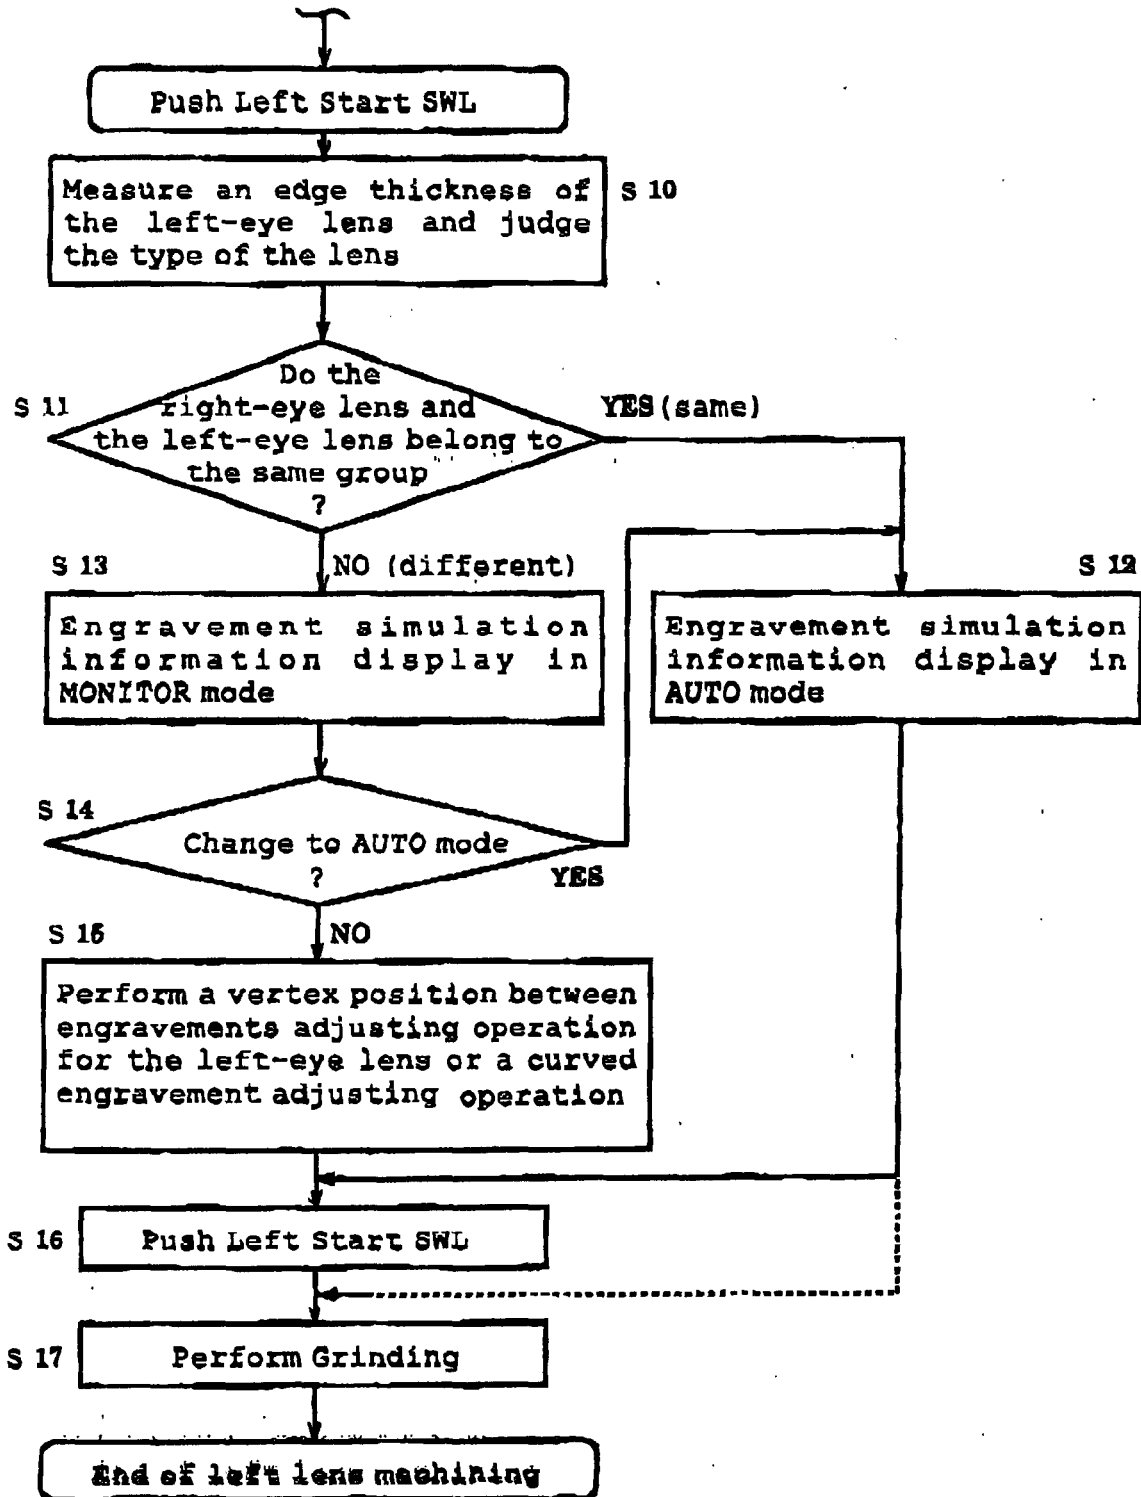 Push Left Start SWL
S 10
Measure an edge thickness of
the left-eye lens and judge
the type of the lens
S 11
Do the
right-eye lens and
the left-eye lens belong to
the same group
?
YES(same)
NO (different)
S 13
Engravement simulation
information display in
MONITOR mode
S 12
Engravement simulation
information display in
AUTO mode
S 14
Change to AUTO mode
?
YES
NO
S 15
Perform a vertex position between
engravements adjusting operation
for the left-eye lens or a curved
engravement adjusting operation
S 16
Push Left Start SWL
S 17
Perform Grinding
End of left lens machining